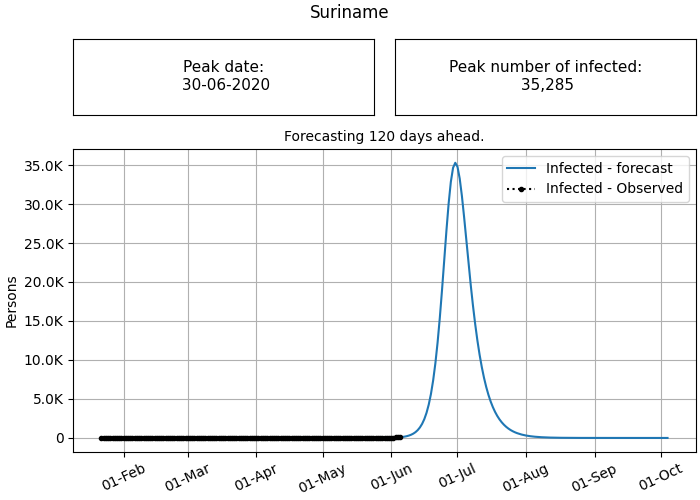 Suriname
Peak date:
30-06-2020
Peak number of infected:
35,285
Forecasting 120 days ahead.
Infected - forecast
Infected - Observed
Persons
35.0K
30.0K
25.0K
20.0K
15.0K
10.0K
5.0K
0
01-Feb
01-Mar
01-Apr
01-May
01-Jun
01-Jul
01-Aug
01-Sep
01-Oct